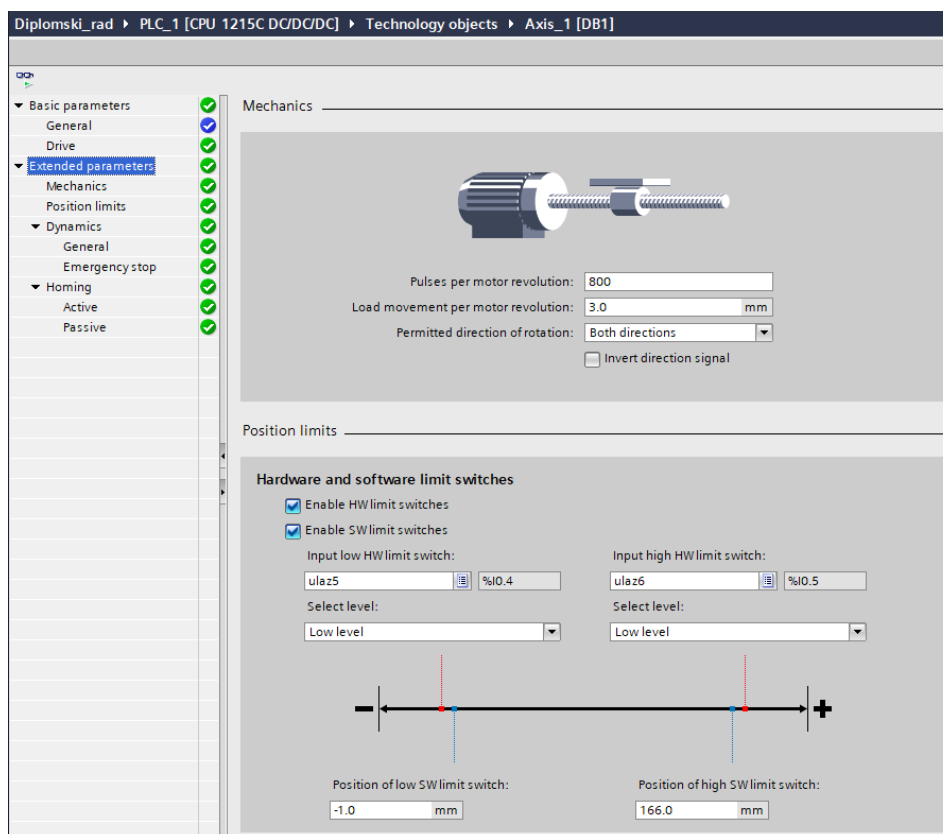 Diplomski_rad ▸ PLC_1 [CPU 1215C DC/DC/DC] ▸ Technology objects ▸ Axis_1 [DB1]
Basic parameters
General
Drive
Extended parameters
Mechanics
Position limits
Dynamics
General
Emergency stop
Homing
Active
Passive
Mechanics
Pulses per motor revolution: 800
Load movement per motor revolution: 3.0 mm
Permitted direction of rotation: Both directions
Invert direction signal
Position limits
Hardware and software limit switches
Enable HW limit switches
Enable SW limit switches
Input low HW limit switch: Input high HW limit switch:
ulaz5 %I0.4 ulaz6 %I0.5
Select level: Select level:
Low level Low level
Position of low SW limit switch: Position of high SW limit switch:
-1.0 mm 166.0 mm